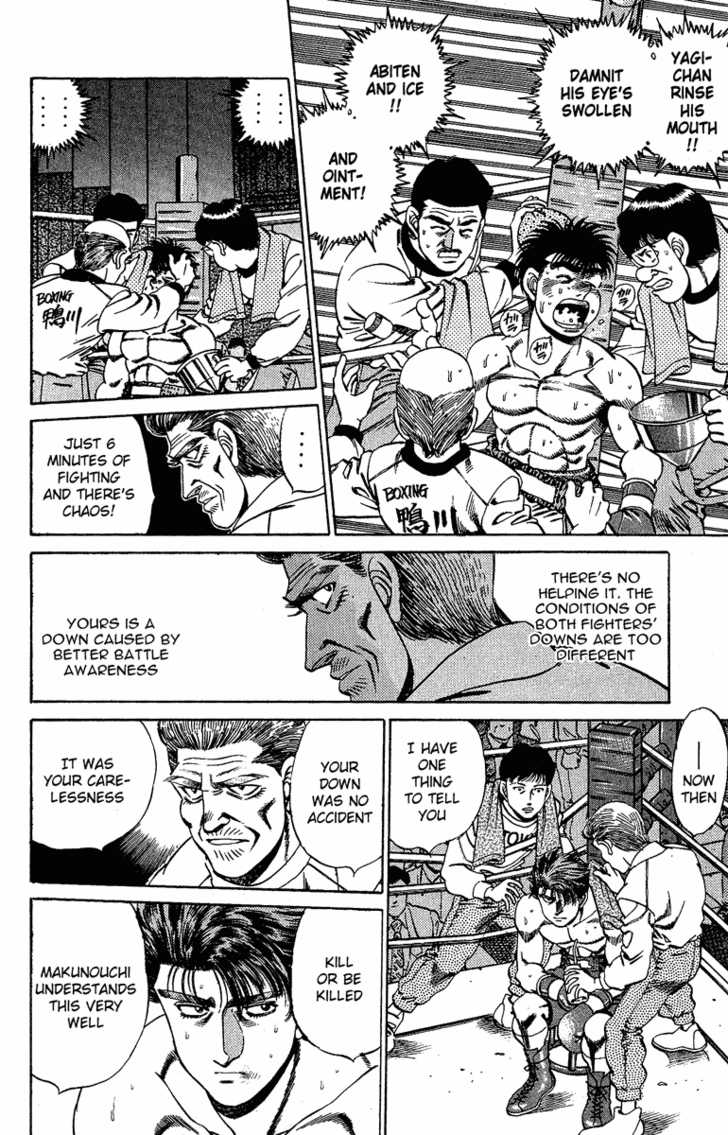 YAGI-
CHAN
RINSE
HIS
MOUTH
!!
DAMNIT
HIS EYE'S
SWOLLEN
ABITEN
AND ICE
!!
AND
OINT-
MENT!
BOXING
鴨川
BOXING
鴨川
JUST 6
MINUTES OF
FIGHTING
AND THERE'S
CHAOS!
THERE'S NO
HELPING IT. THE
CONDITIONS OF
BOTH FIGHTERS'
DOWNS ARE TOO
DIFFERENT
YOURS IS A
DOWN CAUSED BY
BETTER BATTLE
AWARENESS
NOW
THEN
I HAVE
ONE
THING
TO TELL
YOU
YOUR
DOWN
WAS NO
ACCIDENT
IT WAS
YOUR CARE-
LESSNESS
KILL
OR BE
KILLED
MAKUNOUCHI
UNDERSTANDS
THIS VERY
WELL